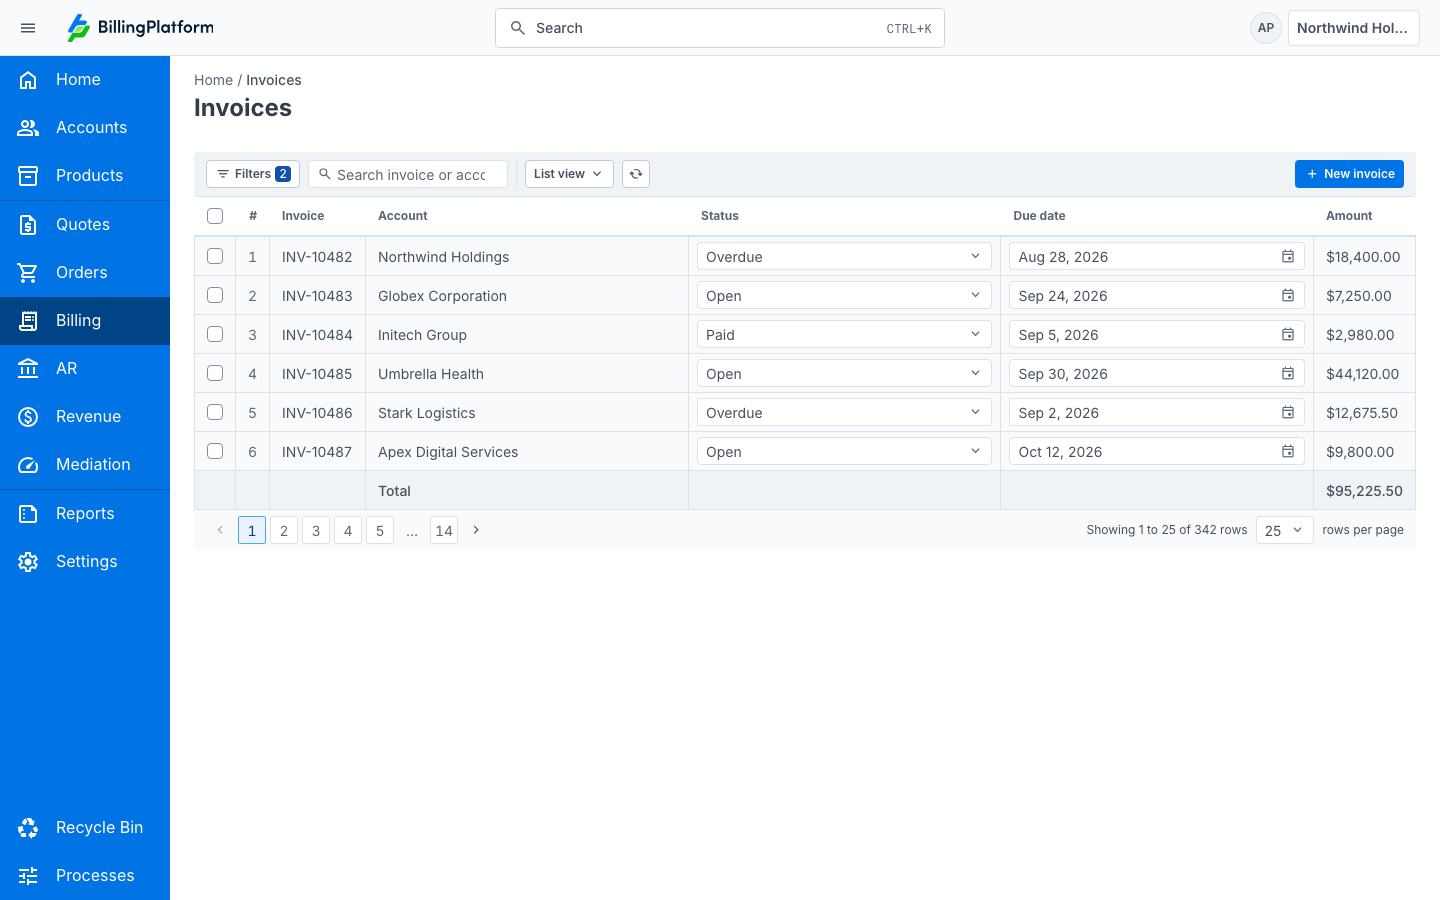 BillingPlatform
Search CTRL+K
AP Northwind Hol...
Home
Accounts
Products
Quotes
Orders
Billing
AR
Revenue
Mediation
Reports
Settings
Recycle Bin
Processes
Home / Invoices
Invoices
Filters 2 Search invoice or acco List view + New invoice
# Invoice Account Status Due date Amount
1 INV-10482 Northwind Holdings Overdue Aug 28, 2026 $18,400.00
2 INV-10483 Globex Corporation Open Sep 24, 2026 $7,250.00
3 INV-10484 Initech Group Paid Sep 5, 2026 $2,980.00
4 INV-10485 Umbrella Health Open Sep 30, 2026 $44,120.00
5 INV-10486 Stark Logistics Overdue Sep 2, 2026 $12,675.50
6 INV-10487 Apex Digital Services Open Oct 12, 2026 $9,800.00
Total $95,225.50
1 2 3 4 5 ... 14 Showing 1 to 25 of 342 rows 25 rows per page